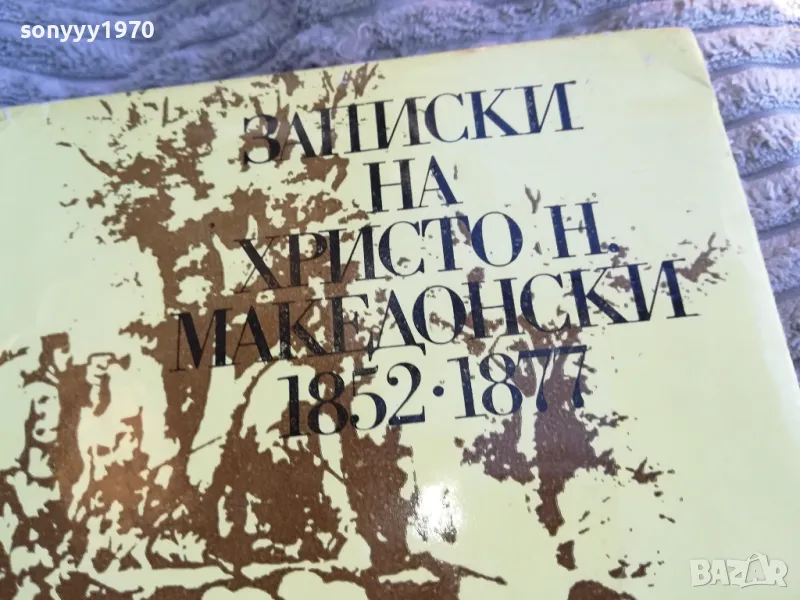 sonyyy1970
ЗАПИСКИ
НА
ХРИСТО Н.
МАКЕДОНСКИ
1852·1877
BAZAR